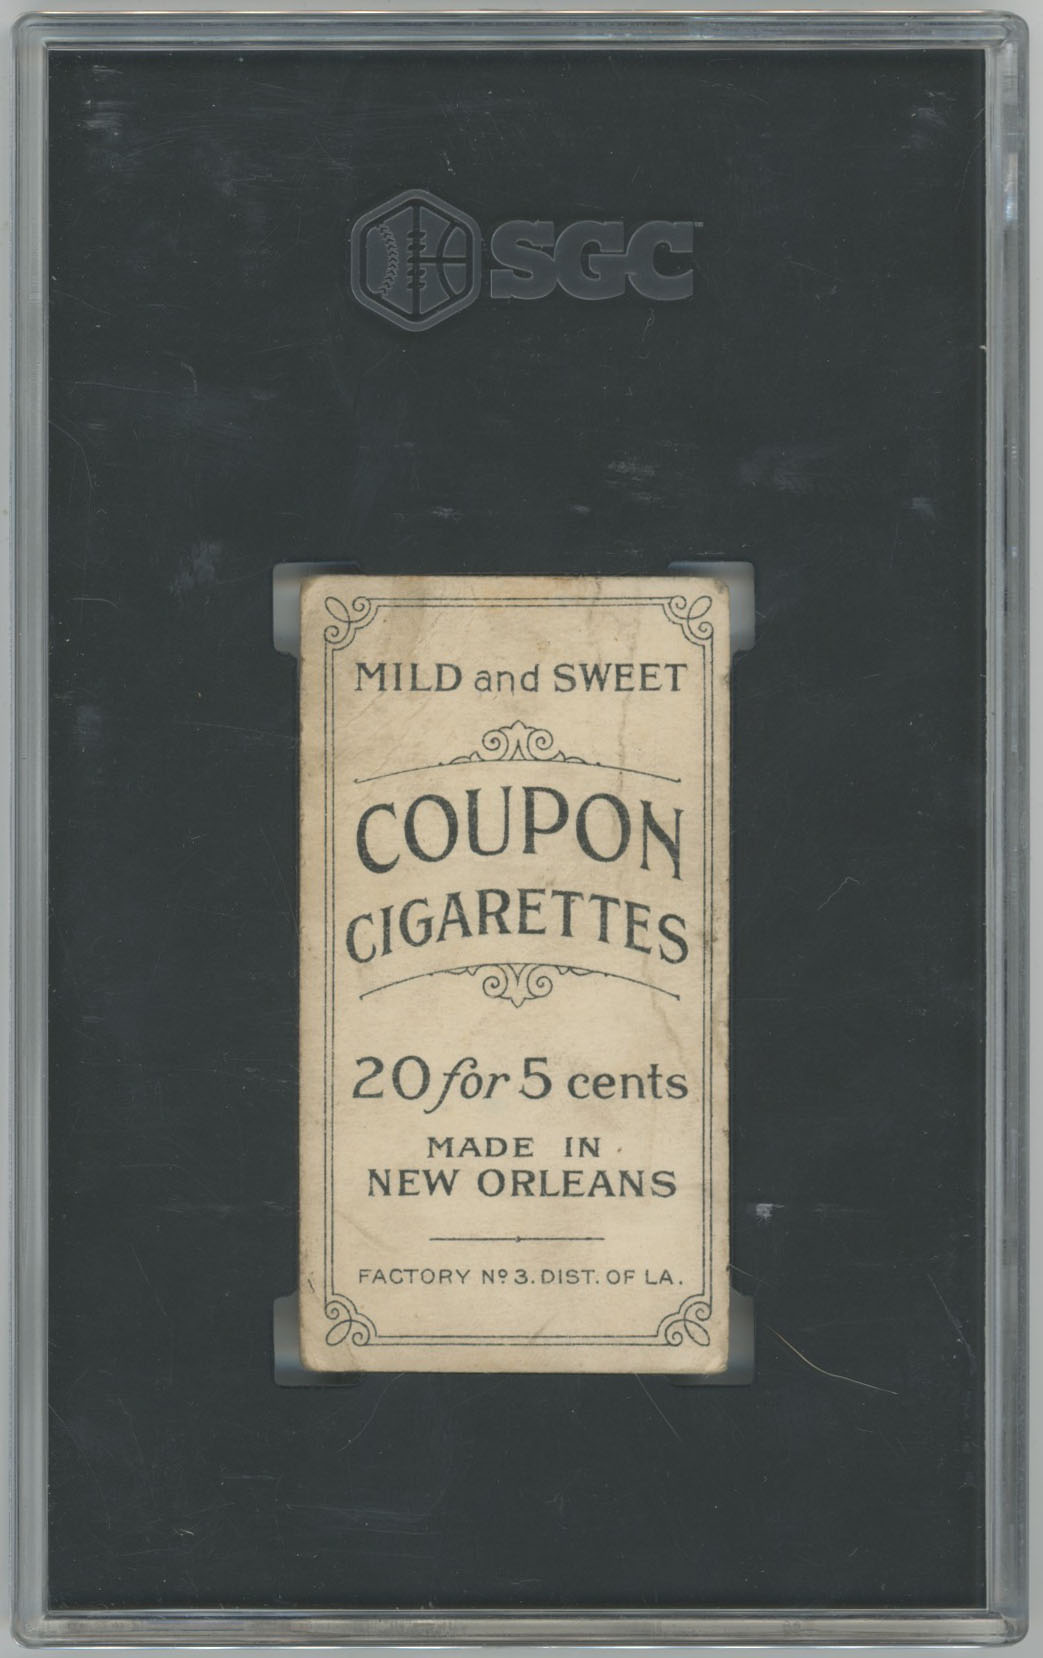 SGC
MILD and SWEET
COUPON
CIGARETTES
20 for 5 cents
MADE IN
NEW ORLEANS
FACTORY Nº 3. DIST. OF LA.